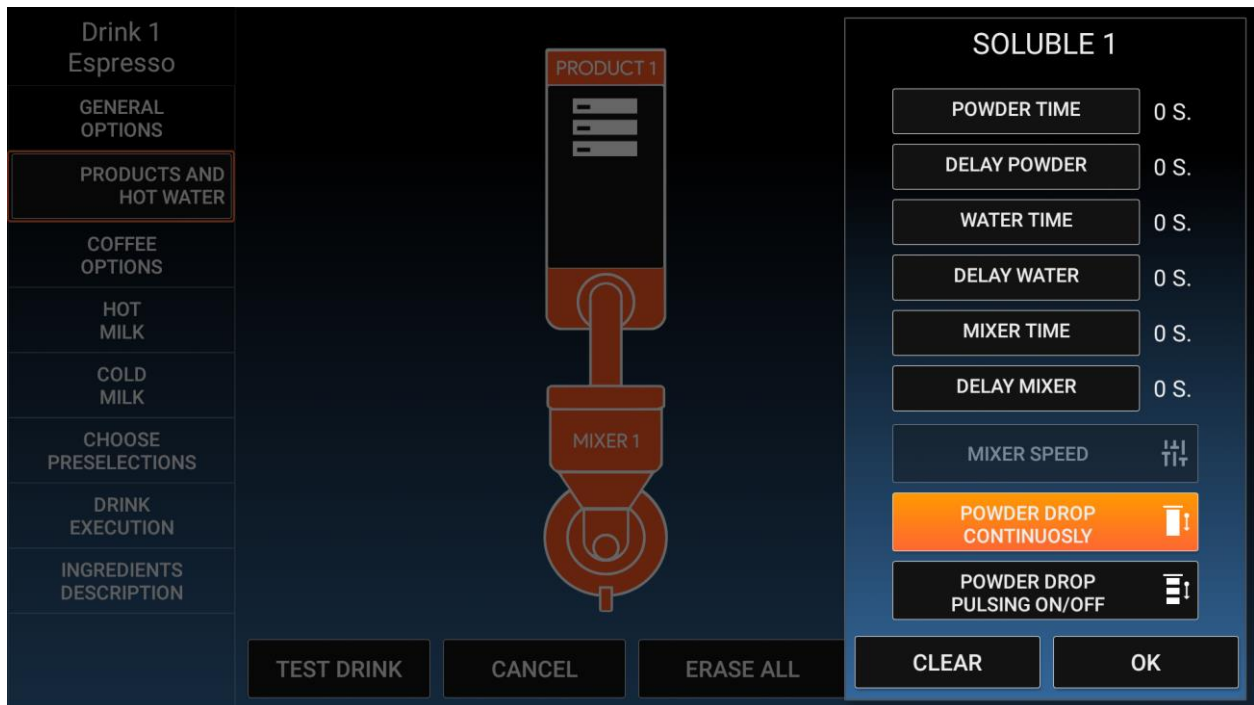 Drink 1
Espresso
GENERAL
OPTIONS
PRODUCTS AND
HOT WATER
COFFEE
OPTIONS
HOT
MILK
COLD
MILK
CHOOSE
PRESELECTIONS
DRINK
EXECUTION
INGREDIENTS
DESCRIPTION
PRODUCT 1
MIXER 1
TEST DRINK
CANCEL
ERASE ALL
SOLUBLE 1
POWDER TIME 0 S.
DELAY POWDER 0 S.
WATER TIME 0 S.
DELAY WATER 0 S.
MIXER TIME 0 S.
DELAY MIXER 0 S.
MIXER SPEED
POWDER DROP
CONTINUOSLY
POWDER DROP
PULSING ON/OFF
CLEAR
OK